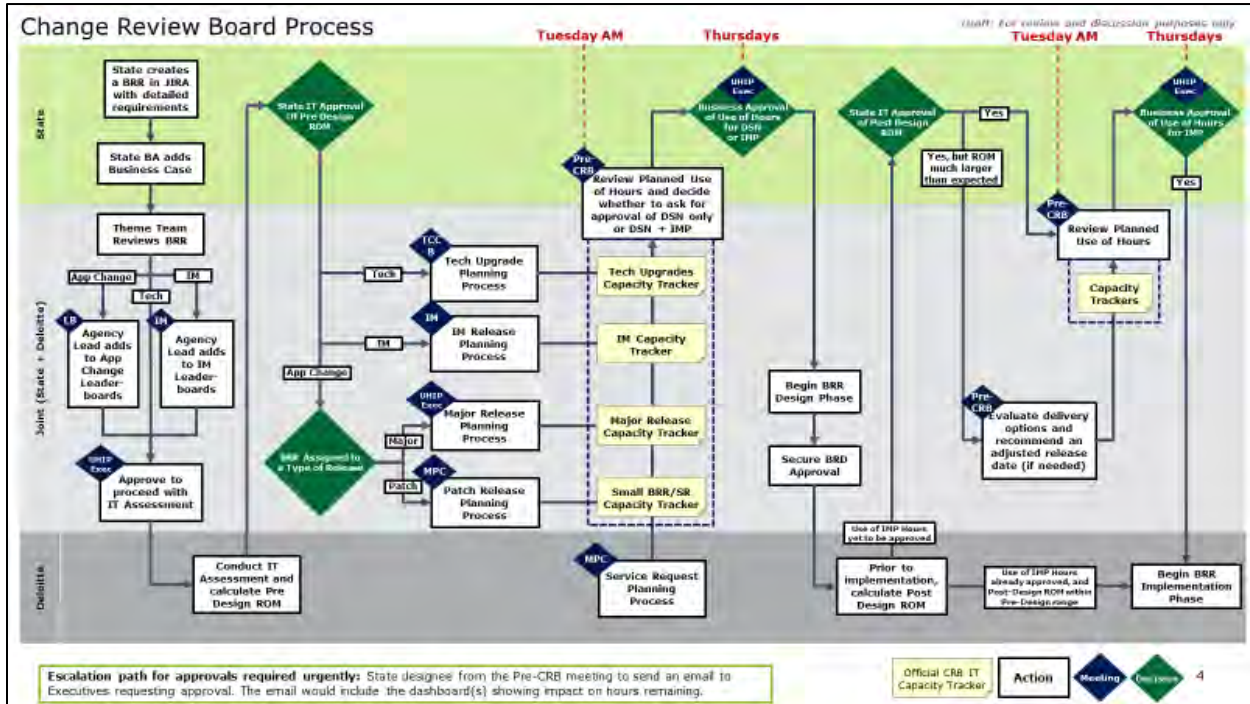 Change Review Board Process
Draft: For review and discussion purposes only
Tuesday AM
Thursdays
Tuesday AM
Thursdays
State
State creates
a BRR in JIRA
with detailed
requirements
State BA adds
Business Case
State IT Approval
Of Pre Design
ROM
UHIP
Exec
Business Approval
of Use of Hours
for DSN
or IMP
State IT Approval
of Post Design
ROM
Yes
Yes, but ROM
much larger
than expected
UHIP
Exec
Business Approval
of Use of Hours
for IMP
Yes
Pre-
CRB
Review Planned Use
of Hours and decide
whether to ask for
approval of DSN only
or DSN + IMP
Joint (State + Deloitte)
Theme Team
Reviews BRR
App Change
IM
Tech
LB
Agency
Lead adds
to App
Change
Leader-
boards
IM
Agency
Lead adds
to IM
Leader-
boards
UHIP
Exec
Approve to
proceed with
IT Assessment
Tech
IM
App Change
BRR Assigned to
a Type of Release
Major
Patch
TCC
B
Tech Upgrade
Planning
Process
IM
IM Release
Planning
Process
UHIP
Exec
Major Release
Planning
Process
MPC
Patch Release
Planning
Process
Tech Upgrades
Capacity Tracker
IM Capacity
Tracker
Major Release
Capacity Tracker
Small BRR/SR
Capacity Tracker
Begin BRR
Design Phase
Secure BRD
Approval
Pre-
CRB
Review Planned
Use of Hours
Capacity
Trackers
Pre-
CRB
Evaluate delivery
options and
recommend an
adjusted release
date (if needed)
Deloitte
Conduct IT
Assessment and
calculate Pre
Design ROM
MPC
Service Request
Planning
Process
Use of IMP Hours
yet to be approved
Prior to
implementation,
calculate Post
Design ROM
Use of IMP Hours
already approved, and
Post-Design ROM within
Pre-Design range
Begin BRR
Implementation
Phase
Escalation path for approvals required urgently: State designee from the Pre-CRB meeting to send an email to
Executives requesting approval. The email would include the dashboard(s) showing impact on hours remaining.
Official CRB IT
Capacity Tracker
Action
Meeting
Decision
4